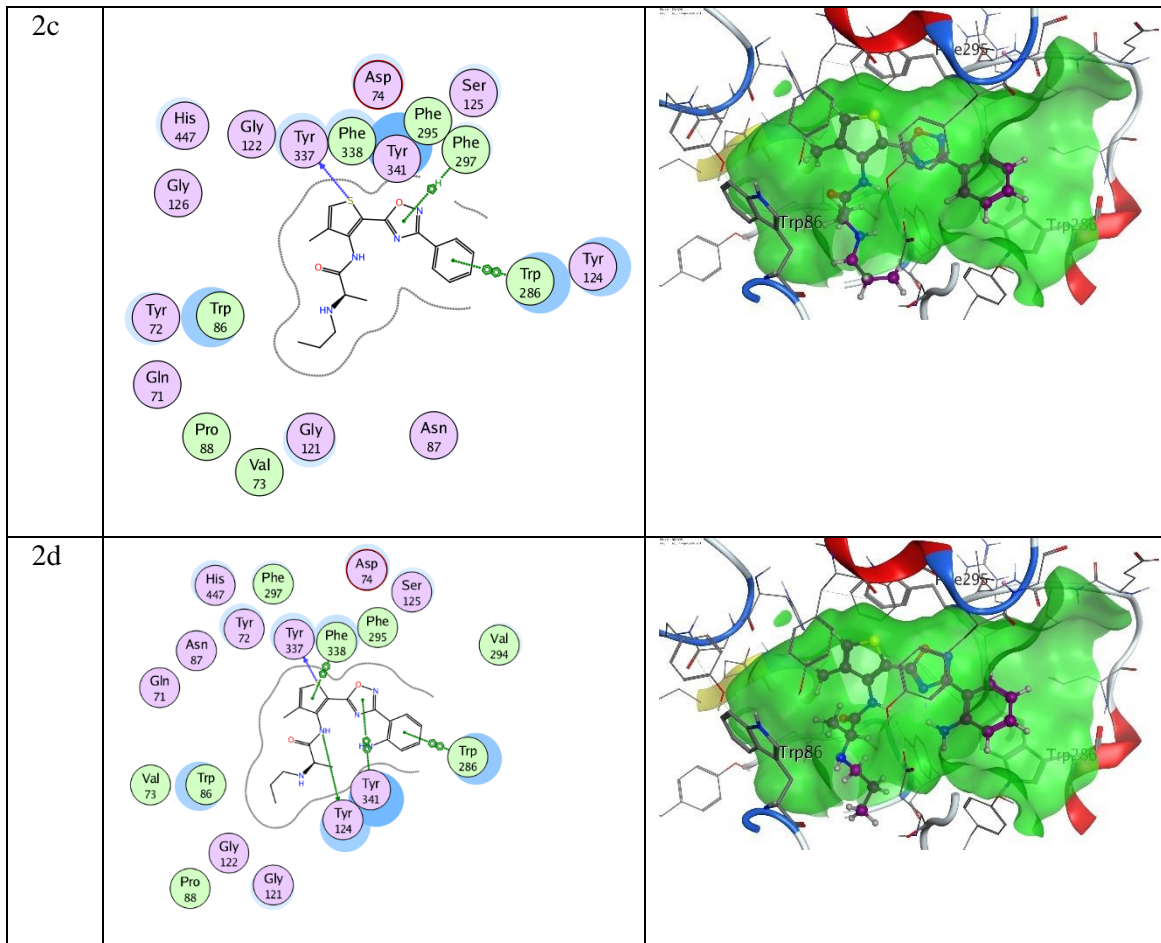 2c
Asp
74
Ser
125
His
447
Gly
122
Tyr
337
Phe
338
Tyr
341
Phe
295
Phe
297
Gly
126
H
S
O
N
N
NH
O
HN
Trp
286
Tyr
124
Tyr
72
Trp
86
Gln
71
Pro
88
Val
73
Gly
121
Asn
87
Phe295
Trp86
Trp286
2d
Asp
74
Ser
125
His
447
Phe
297
Tyr
72
Tyr
337
Phe
338
Phe
295
Val
294
Asn
87
Gln
71
O
N
N
NH
HN
O
N
H
Trp
286
Val
73
Trp
86
Tyr
341
Tyr
124
Gly
122
Pro
88
Gly
121
Phe295
Trp86
Trp286